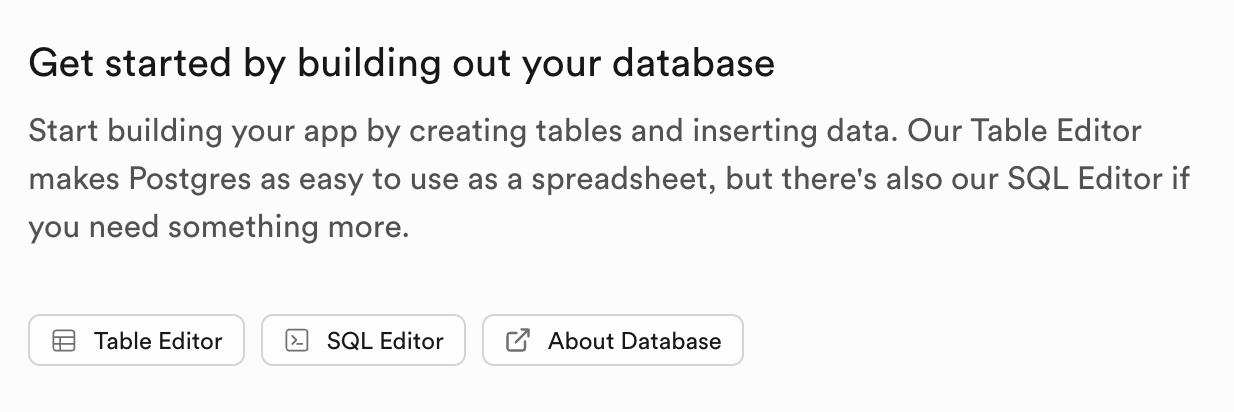 Get started by building out your database
Start building your app by creating tables and inserting data. Our Table Editor
makes Postgres as easy to use as a spreadsheet, but there's also our SQL Editor if
you need something more.
Table Editor
SQL Editor
About Database